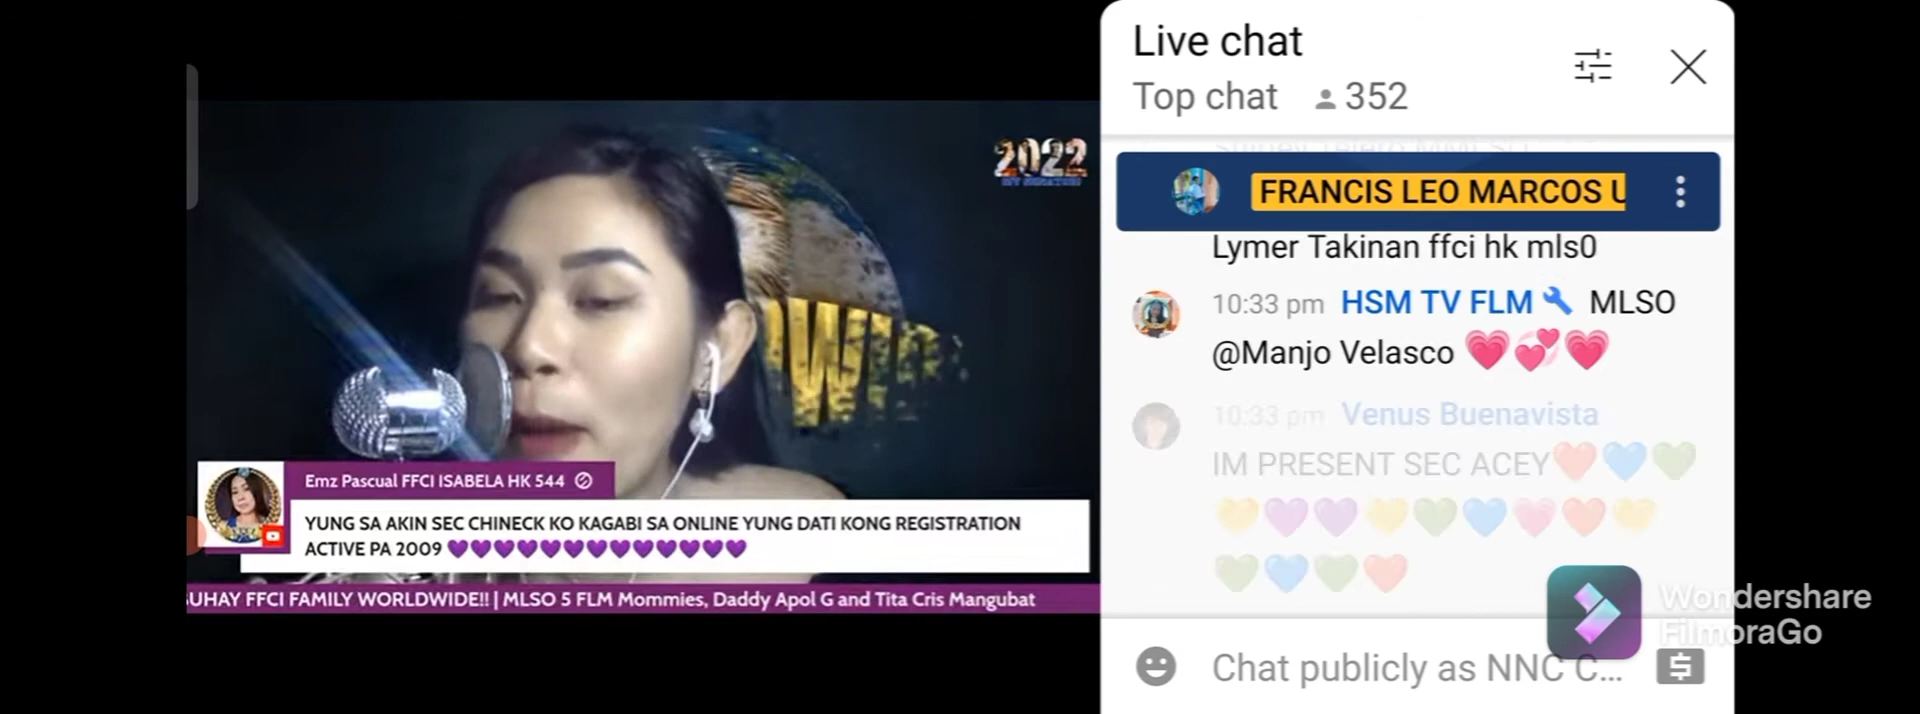 2022
WI
Emz Pascual FFCI ISABELA HK 544
YUNG SA AKIN SEC CHINECK KO KAGABI SA ONLINE YUNG DATI KONG REGISTRATION
ACTIVE PA 2009 💜💜💜💜💜💜💜💜💜💜💜💜💜
UHAY FFCI FAMILY WORLDWIDE!! | MLSO 5 FLM Mommies, Daddy Apol G and Tita Cris Mangubat
Live chat
Top chat 352
FRANCIS LEO MARCOS U
Lymer Takinan ffci hk mls0
10:33 pm HSM TV FLM 🔧 MLSO
@Manjo Velasco 💗💞💗
10:33 pm Venus Buenavista
IM PRESENT SEC ACEY❤️💙💚
💛💜💜💛💚💙💗❤️💛
💚💙💚❤️
Chat publicly as NNC C...
Wondershare
FilmoraGo